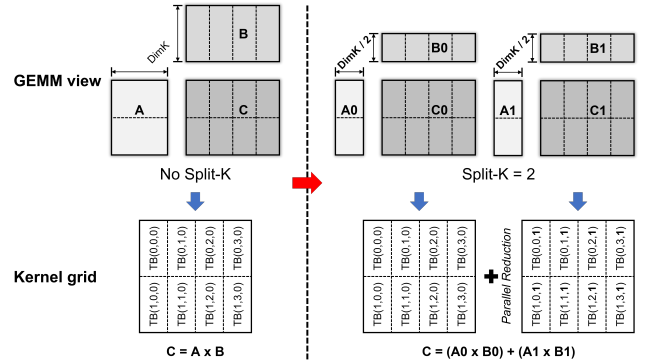 GEMM view
DimK
B
A
C
No Split-K
DimK / 2
B0
A0
C0
DimK / 2
B1
A1
C1
Split-K = 2
Kernel grid
TB(0,0,0) TB(0,1,0) TB(0,2,0) TB(0,3,0)
TB(1,0,0) TB(1,1,0) TB(1,2,0) TB(1,3,0)
C = A x B
TB(0,0,0) TB(0,1,0) TB(0,2,0) TB(0,3,0)
TB(1,0,0) TB(1,1,0) TB(1,2,0) TB(1,3,0)
+
Parallel Reduction
TB(0,0,1) TB(0,1,1) TB(0,2,1) TB(0,3,1)
TB(1,0,1) TB(1,1,1) TB(1,2,1) TB(1,3,1)
C = (A0 x B0) + (A1 x B1)